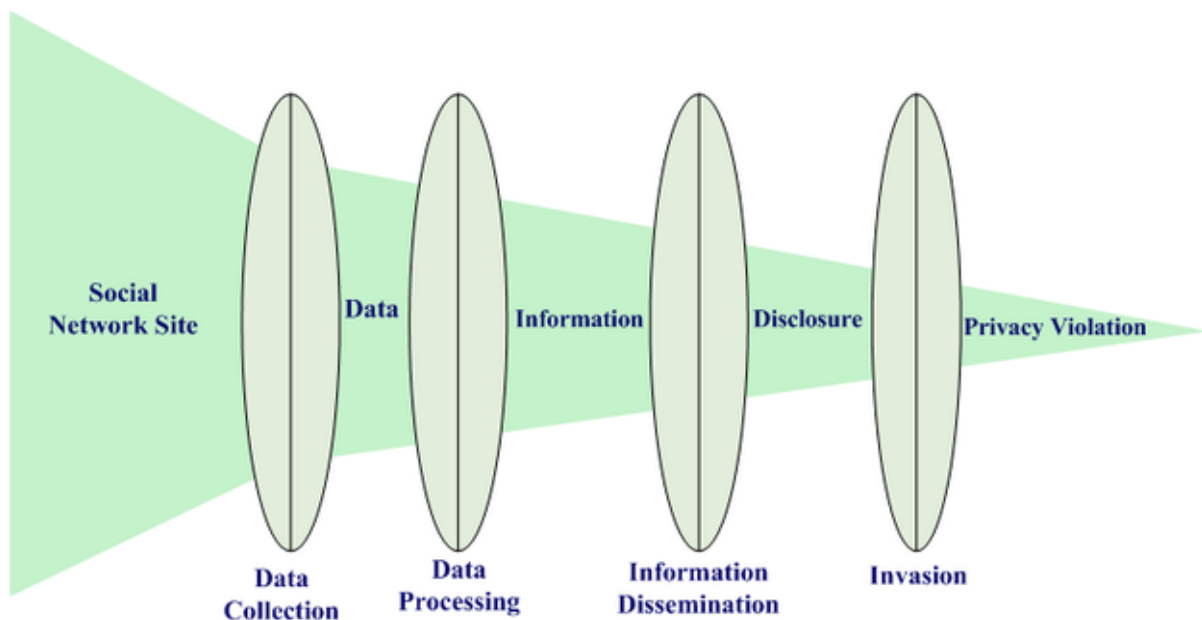 Social
Network Site
Data
Information
Disclosure
Privacy Violation
Data
Collection
Data
Processing
Information
Dissemination
Invasion